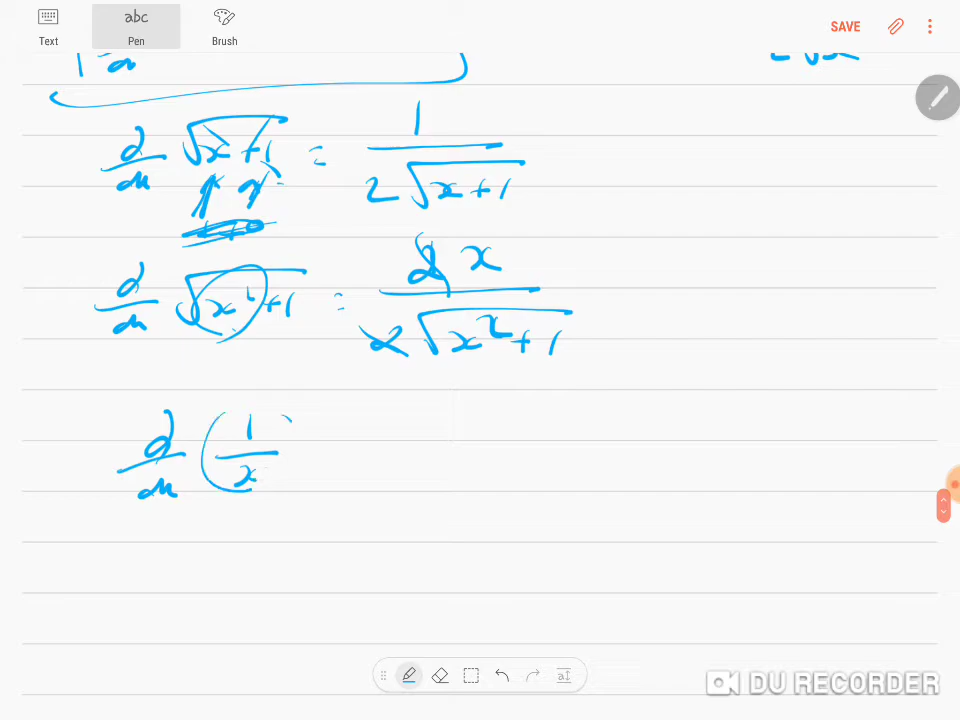 Text
abc
Pen
Brush
SAVE
d/dx √(x+1) = 1/(2√(x+1))
d/dx √(x²+1) = 2x/(2√(x²+1))
d/dx (1/x
DU RECORDER